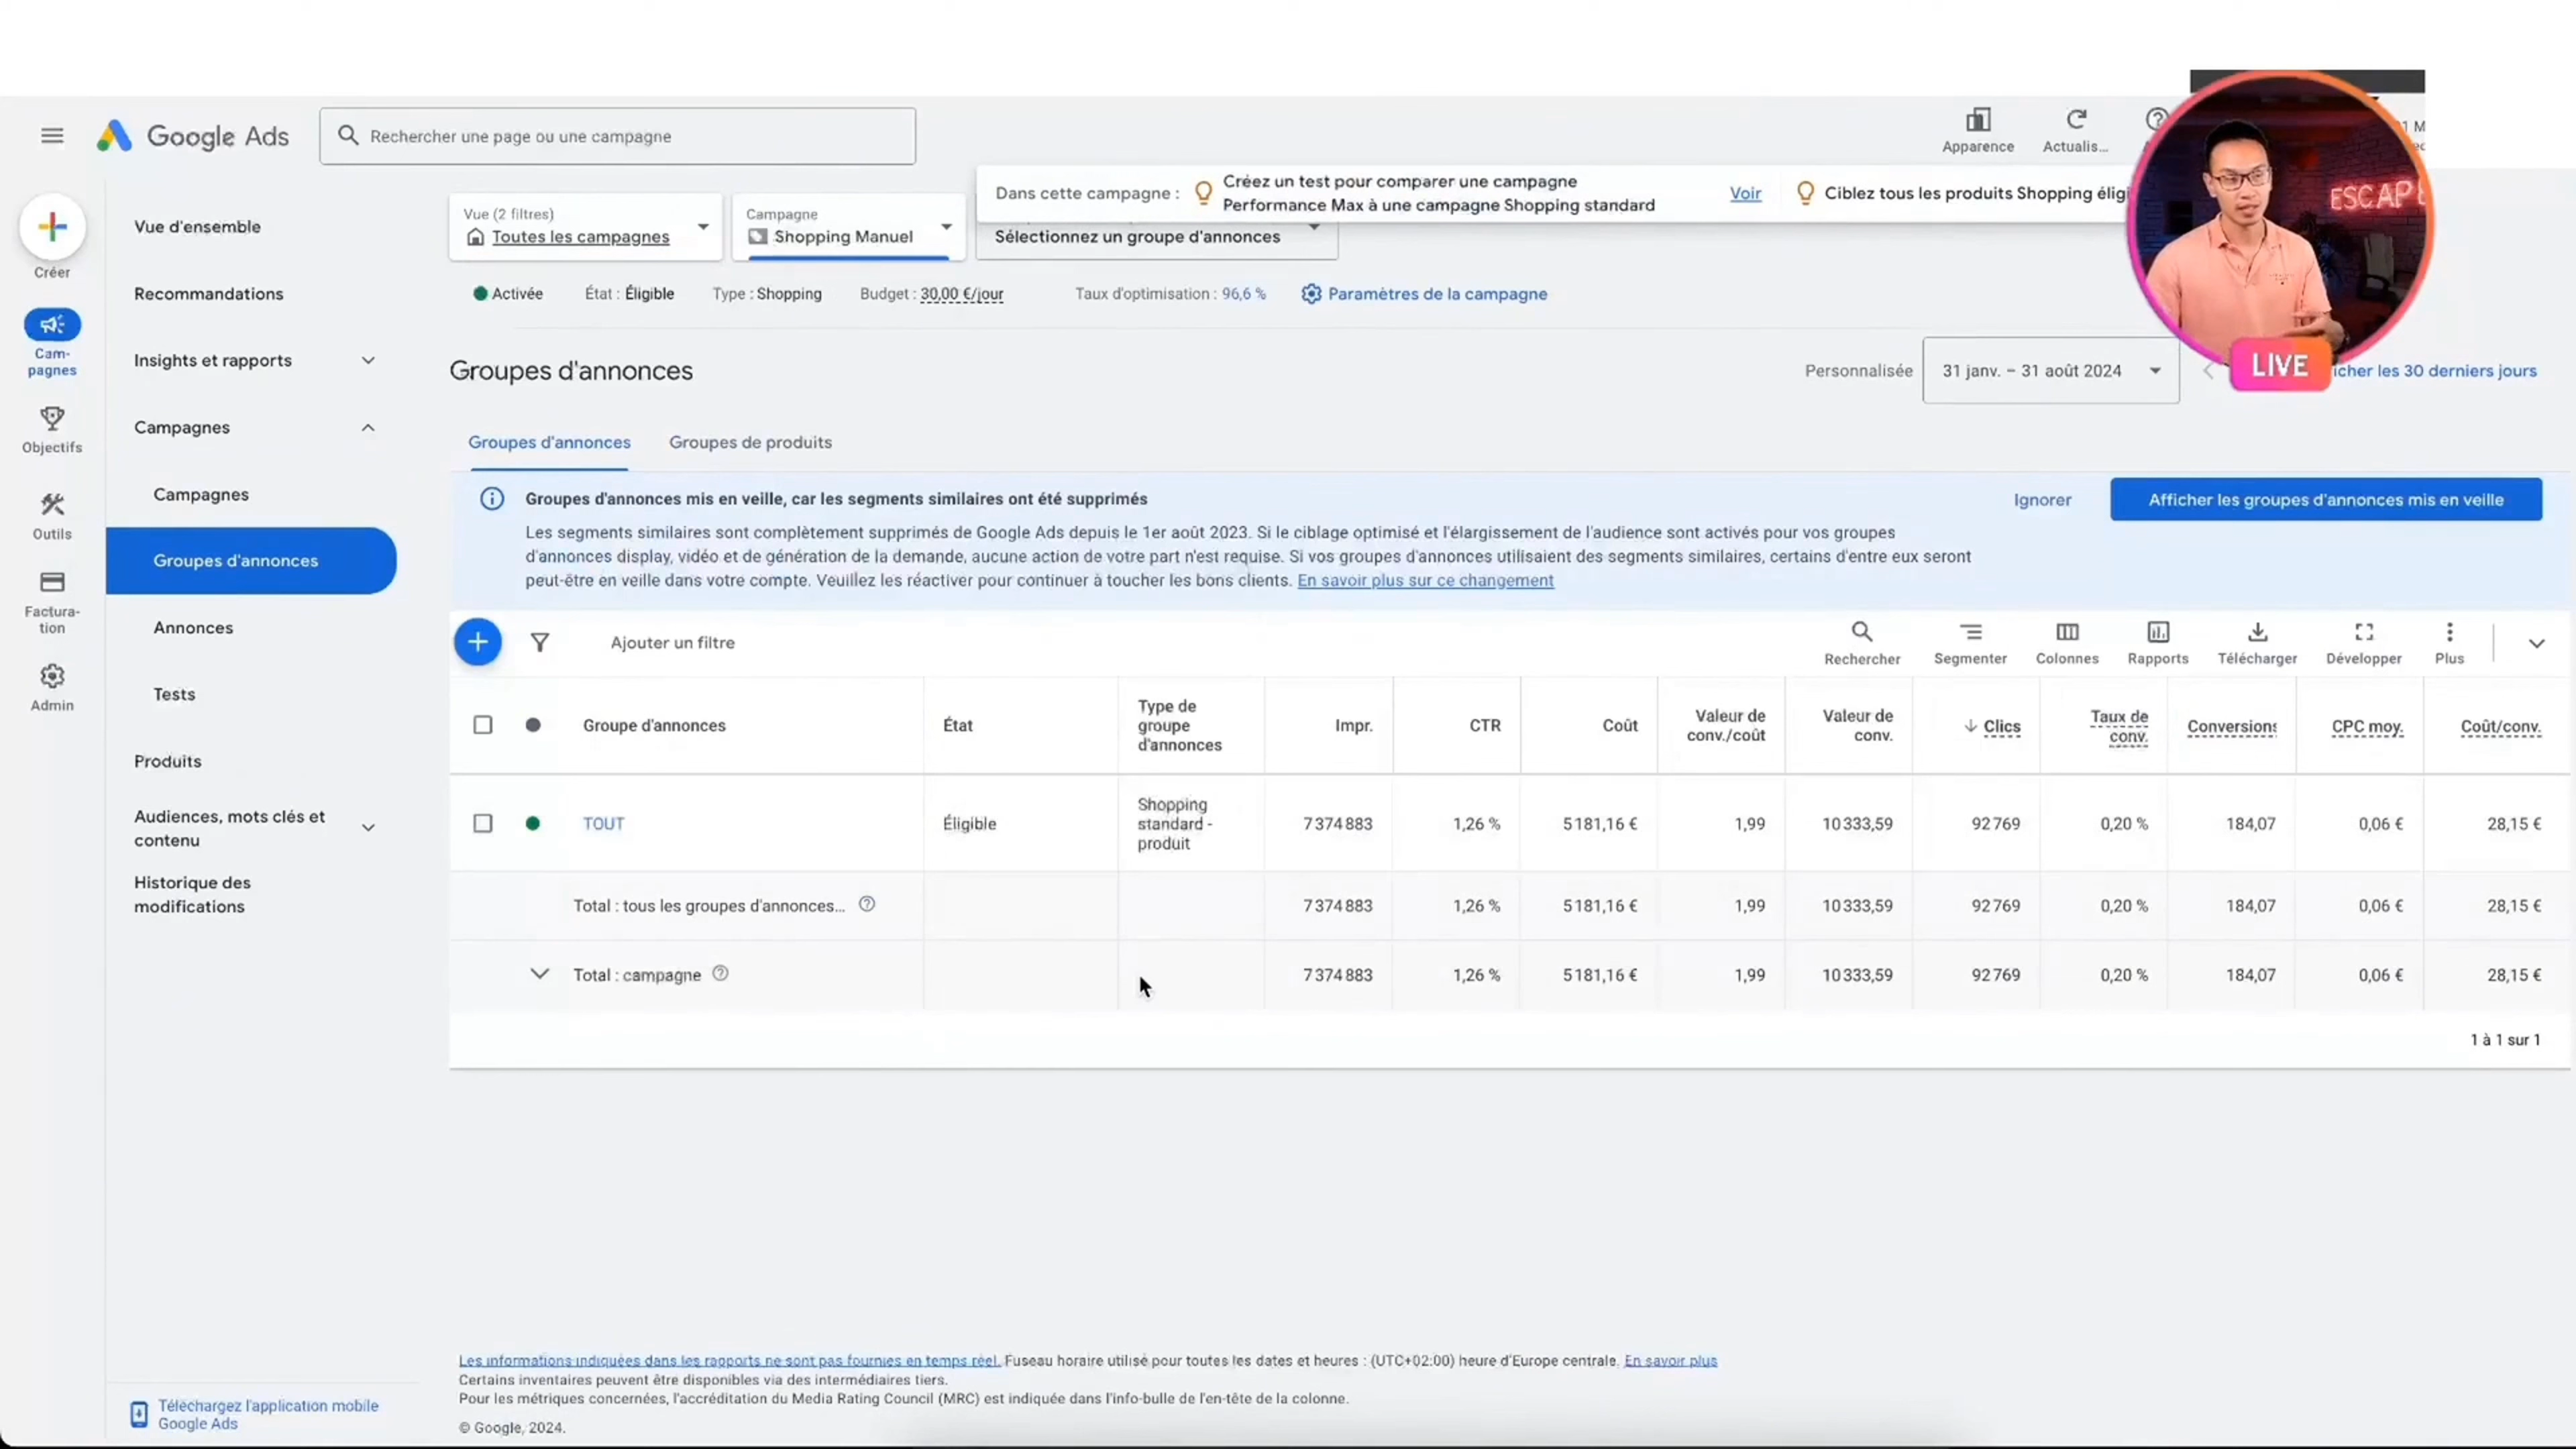 Google Ads
Rechercher une page ou une campagne
Apparence
Actualis...
Dans cette campagne :
Créez un test pour comparer une campagne
Performance Max à une campagne Shopping standard
Voir
Ciblez tous les produits Shopping
ESCAPE
LIVE
Créer
Cam-
pagnes
Objectifs
Outils
Factura-
tion
Admin
Vue d'ensemble
Recommandations
Insights et rapports
Campagnes
Campagnes
Groupes d'annonces
Annonces
Tests
Produits
Audiences, mots clés et
contenu
Historique des
modifications
Téléchargez l'application mobile
Google Ads
Vue (2 filtres)
Toutes les campagnes
Campagne
Shopping Manuel
Sélectionnez un groupe d'annonces
Activée
État : Éligible
Type : Shopping
Budget : 30,00 €/jour
Taux d'optimisation : 96,6 %
Paramètres de la campagne
Groupes d'annonces
Personnalisée
31 janv. – 31 août 2024
les 30 derniers jours
Groupes d'annonces
Groupes de produits
Groupes d'annonces mis en veille, car les segments similaires ont été supprimés
Les segments similaires sont complètement supprimés de Google Ads depuis le 1er août 2023. Si le ciblage optimisé et l'élargissement de l'audience sont activés pour vos groupes
d'annonces display, vidéo et de génération de la demande, aucune action de votre part n'est requise. Si vos groupes d'annonces utilisaient des segments similaires, certains d'entre eux seront
peut-être en veille dans votre compte. Veuillez les réactiver pour continuer à toucher les bons clients. En savoir plus sur ce changement
Ignorer
Afficher les groupes d'annonces mis en veille
Ajouter un filtre
Rechercher
Segmenter
Colonnes
Rapports
Télécharger
Développer
Plus
Groupe d'annonces
État
Type de
groupe
d'annonces
Impr.
CTR
Coût
Valeur de
conv./coût
Valeur de
conv.
Clics
Taux de
conv.
Conversions
CPC moy.
Coût/conv.
TOUT
Éligible
Shopping
standard -
produit
7 374 883
1,26 %
5 181,16 €
1,99
10 333,59
92 769
0,20 %
184,07
0,06 €
28,15 €
Total : tous les groupes d'annonces...
7 374 883
1,26 %
5 181,16 €
1,99
10 333,59
92 769
0,20 %
184,07
0,06 €
28,15 €
Total : campagne
7 374 883
1,26 %
5 181,16 €
1,99
10 333,59
92 769
0,20 %
184,07
0,06 €
28,15 €
1 à 1 sur 1
Les informations indiquées dans les rapports ne sont pas fournies en temps réel. Fuseau horaire utilisé pour toutes les dates et heures : (UTC+02:00) heure d'Europe centrale. En savoir plus
Certains inventaires peuvent être disponibles via des intermédiaires tiers.
Pour les métriques concernées, l'accréditation du Media Rating Council (MRC) est indiquée dans l'info-bulle de l'en-tête de la colonne.
© Google, 2024.